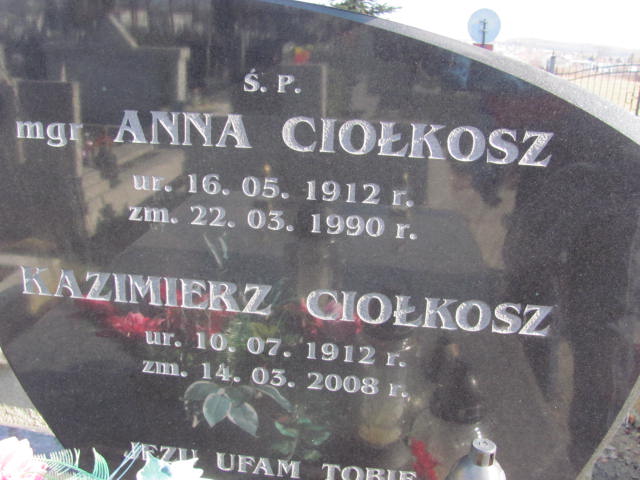 Ś. P.
mgr ANNA CIOŁKOSZ
ur. 16. 05. 1912 r.
zm. 22. 03. 1990 r.
KAZIMIERZ CIOŁKOSZ
ur. 10. 07. 1912 r.
zm. 14. 03. 2008 r.
JEZU UFAM TOBIE